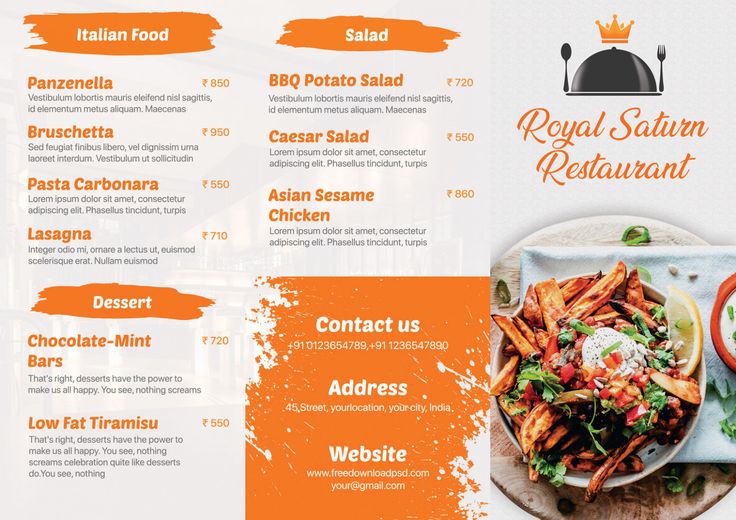 Italian Food
Panzenella ₹ 850
Vestibulum lobortis mauris eleifend nisl sagittis,
id elementum metus aliquam. Maecenas
Bruschetta ₹ 950
Sed feugiat finibus libero, vel dignissim urna
laoreet interdum. Vestibulum ut sollicitudin
Pasta Carbonara ₹ 550
Lorem ipsum dolor sit amet, consectetur
adipiscing elit. Phasellus tincidunt, turpis
Lasagna ₹ 710
Integer odio mi, ornare a lectus ut, euismod
scelerisque erat. Nullam euismod
Dessert
Chocolate-Mint ₹ 720
Bars
That's right, desserts have the power to
make us all happy. You see, nothing screams
Low Fat Tiramisu ₹ 550
That's right, desserts have the power to
make us all happy. You see, nothing
screams celebration quite like desserts
do.You see, nothing
Salad
BBQ Potato Salad ₹ 720
Vestibulum lobortis mauris eleifend nisl sagittis,
id elementum metus aliquam. Maecenas
Caesar Salad ₹ 550
Lorem ipsum dolor sit amet, consectetur
adipiscing elit. Phasellus tincidunt, turpis
Asian Sesame ₹ 860
Chicken
Lorem ipsum dolor sit amet, consectetur
adipiscing elit. Phasellus tincidunt, turpis
Contact us
+91 0123654789,+91 1236547890
Address
45,Street, yourlocation, your city, India,
Website
www.freedownloadpsd.com
your@gmail.com
Royal Saturn
Restaurant